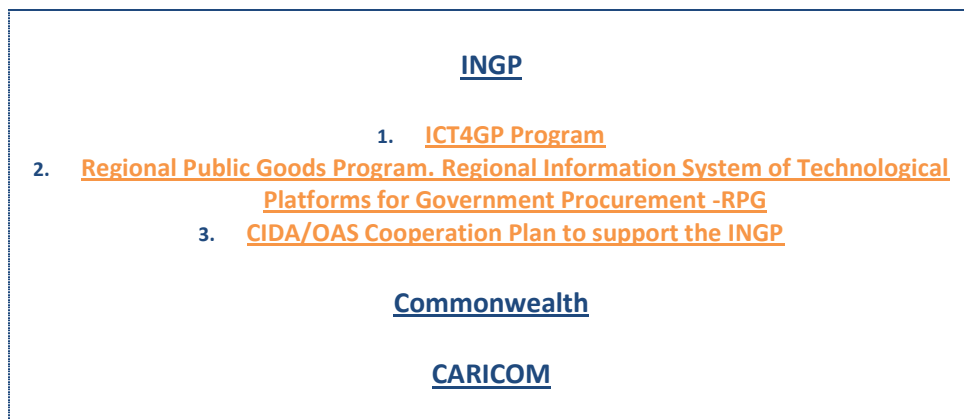 INGP
1. ICT4GP Program
2. Regional Public Goods Program. Regional Information System of Technological
Platforms for Government Procurement -RPG
3. CIDA/OAS Cooperation Plan to support the INGP
Commonwealth
CARICOM